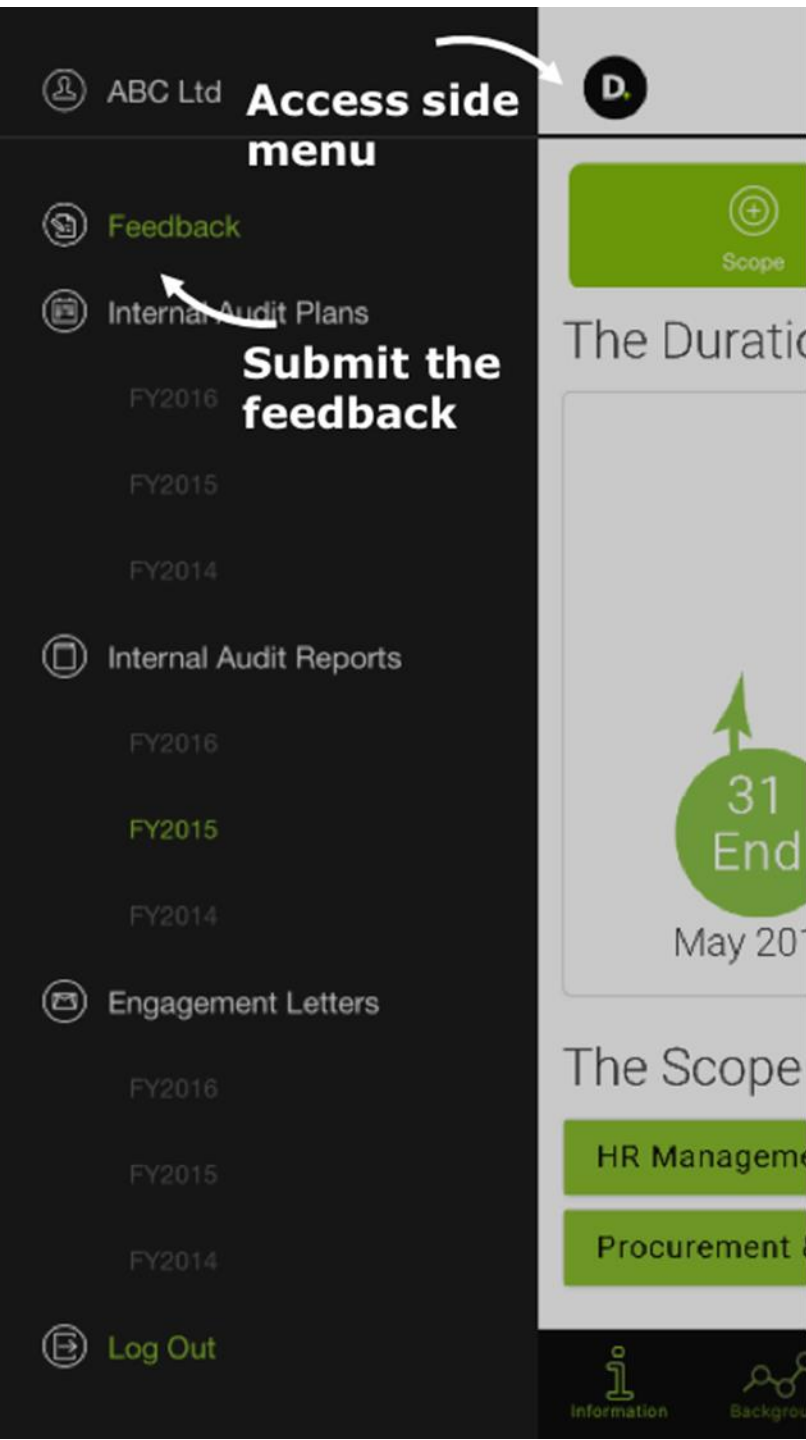 ABC Ltd
Access side
menu
Feedback
Internal Audit Plans
Submit the
feedback
FY2016
FY2015
FY2014
Internal Audit Reports
FY2016
FY2015
FY2014
Engagement Letters
FY2016
FY2015
FY2014
Log Out
D.
Scope
The Duratio
31
End
May 201
The Scope
HR Manageme
Procurement &
Information
Backgrou